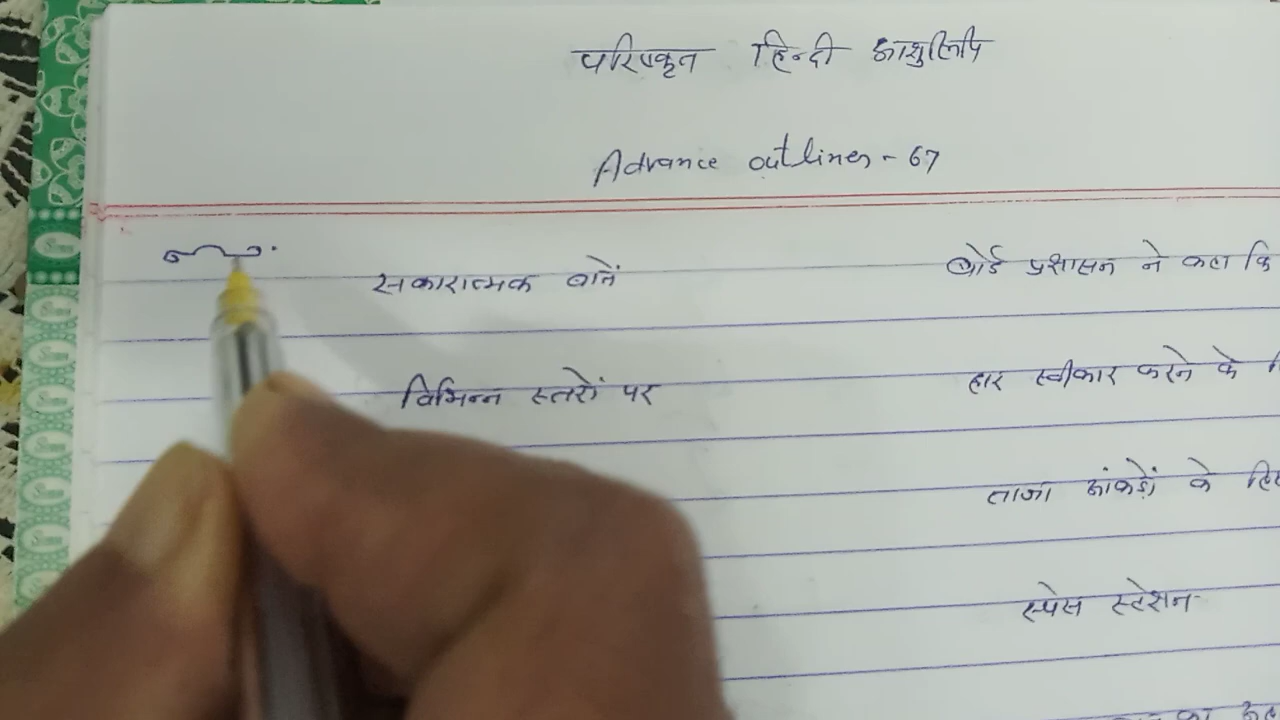 परिष्कृत हिन्दी आशुलिपि
Advance outlines - 67
सकारात्मक बातें
बोर्ड प्रशासन ने कहा कि
विभिन्न स्तरों पर
हार स्वीकार करने के
ताजा आंकड़ों के
स्पेस स्टेशन